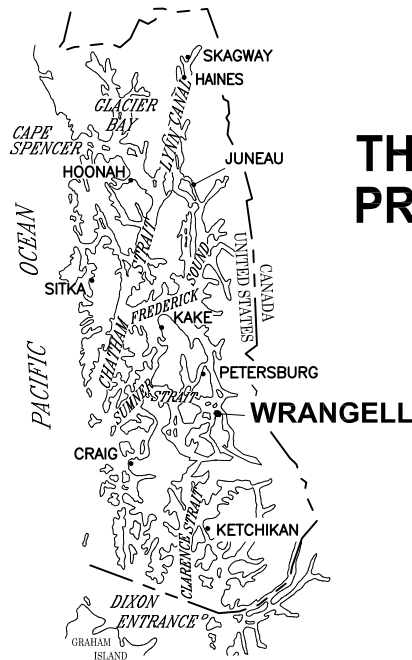 SKAGWAY
HAINES
GLACIER
BAY
LYNN CANAL
CAPE
SPENCER
TH
PR
JUNEAU
HOONAH
PACIFIC OCEAN
CHATHAM STRAIT
SOUND
FREDERICK
UNITED STATES
CANADA
SITKA
KAKE
PETERSBURG
SUMNER STRAIT
WRANGELL
CRAIG
CLARENCE STRAIT
KETCHIKAN
DIXON
ENTRANCE
GRAHAM
ISLAND